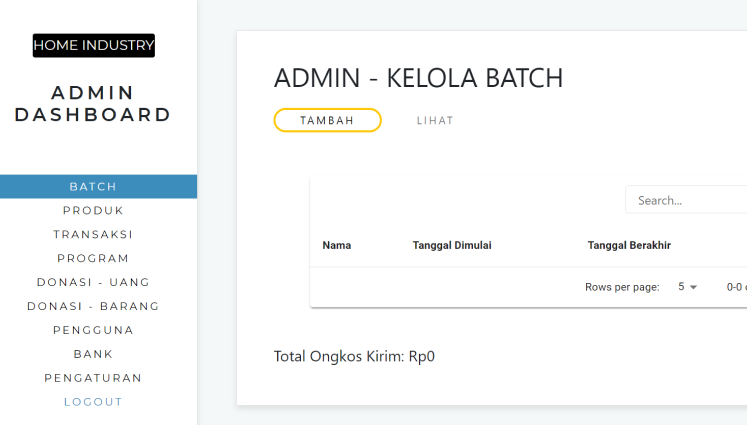 HOME INDUSTRY
ADMIN
DASHBOARD
BATCH
PRODUK
TRANSAKSI
PROGRAM
DONASI - UANG
DONASI - BARANG
PENGGUNA
BANK
PENGATURAN
LOGOUT
ADMIN - KELOLA BATCH
TAMBAH LIHAT
Search...
Nama Tanggal Dimulai Tanggal Berakhir
Rows per page: 5 0-0
Total Ongkos Kirim: Rp0